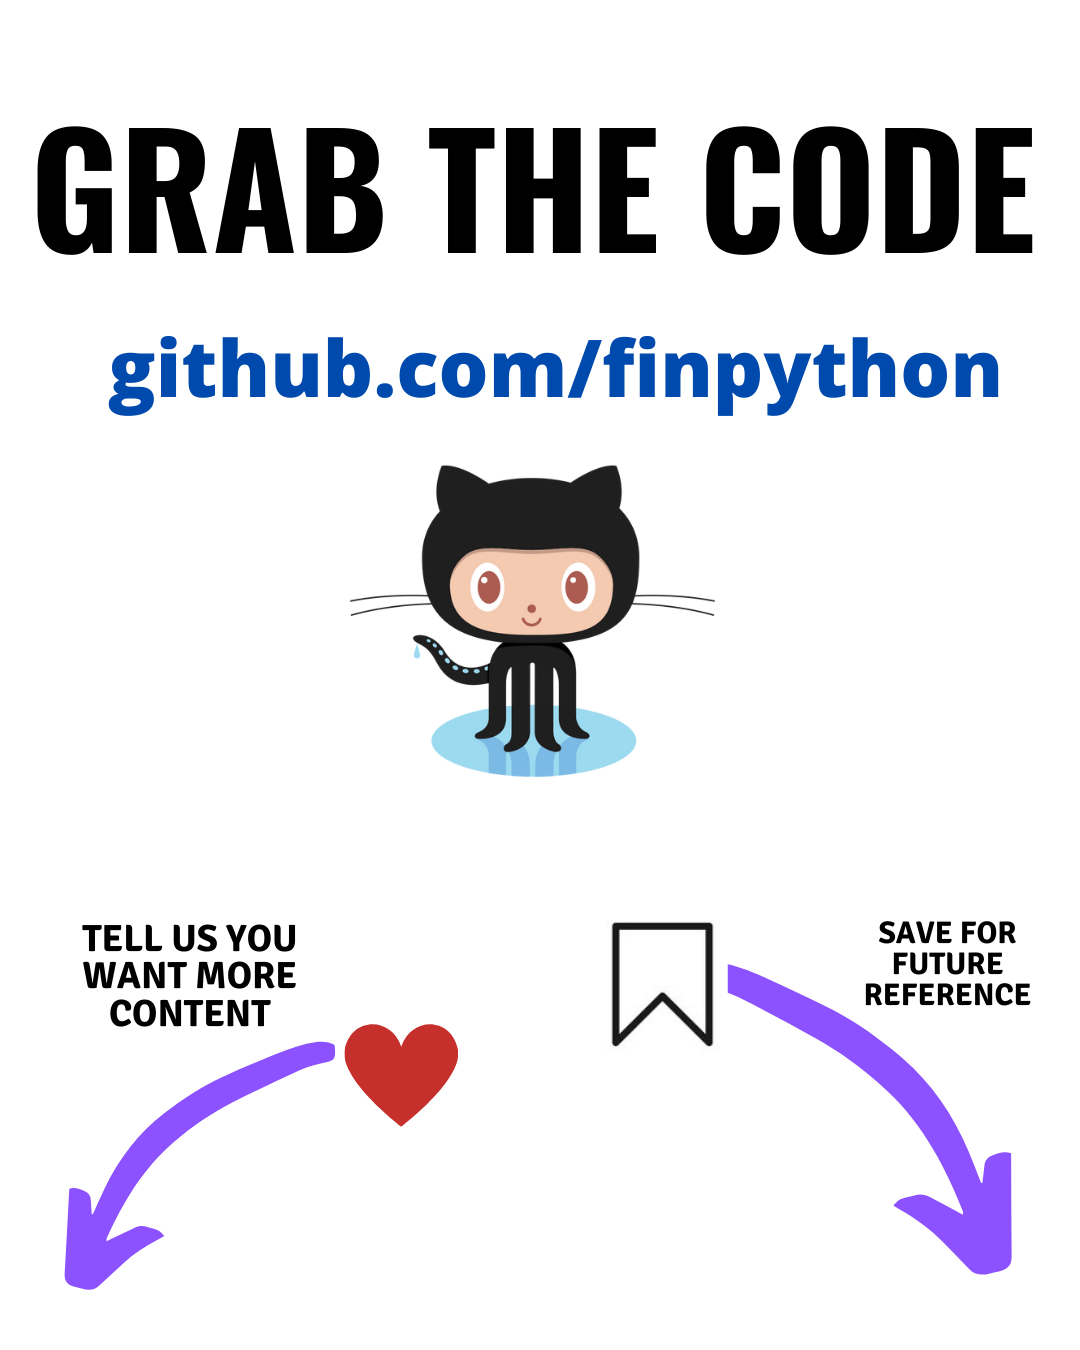 GRAB THE CODE
github.com/finpython
TELL US YOU
WANT MORE
CONTENT
SAVE FOR
FUTURE
REFERENCE